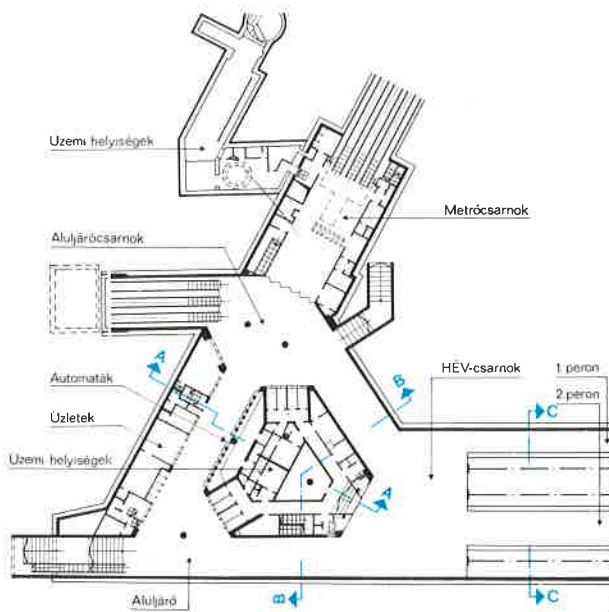 Üzemi helyiségek
Metrócsarnok
Aluljárócsarnok
A
HÉV-csarnok
1. peron
B
2. peron
Automaták
C
Üzletek
Üzemi helyiségek
A
Aluljáró
B
C